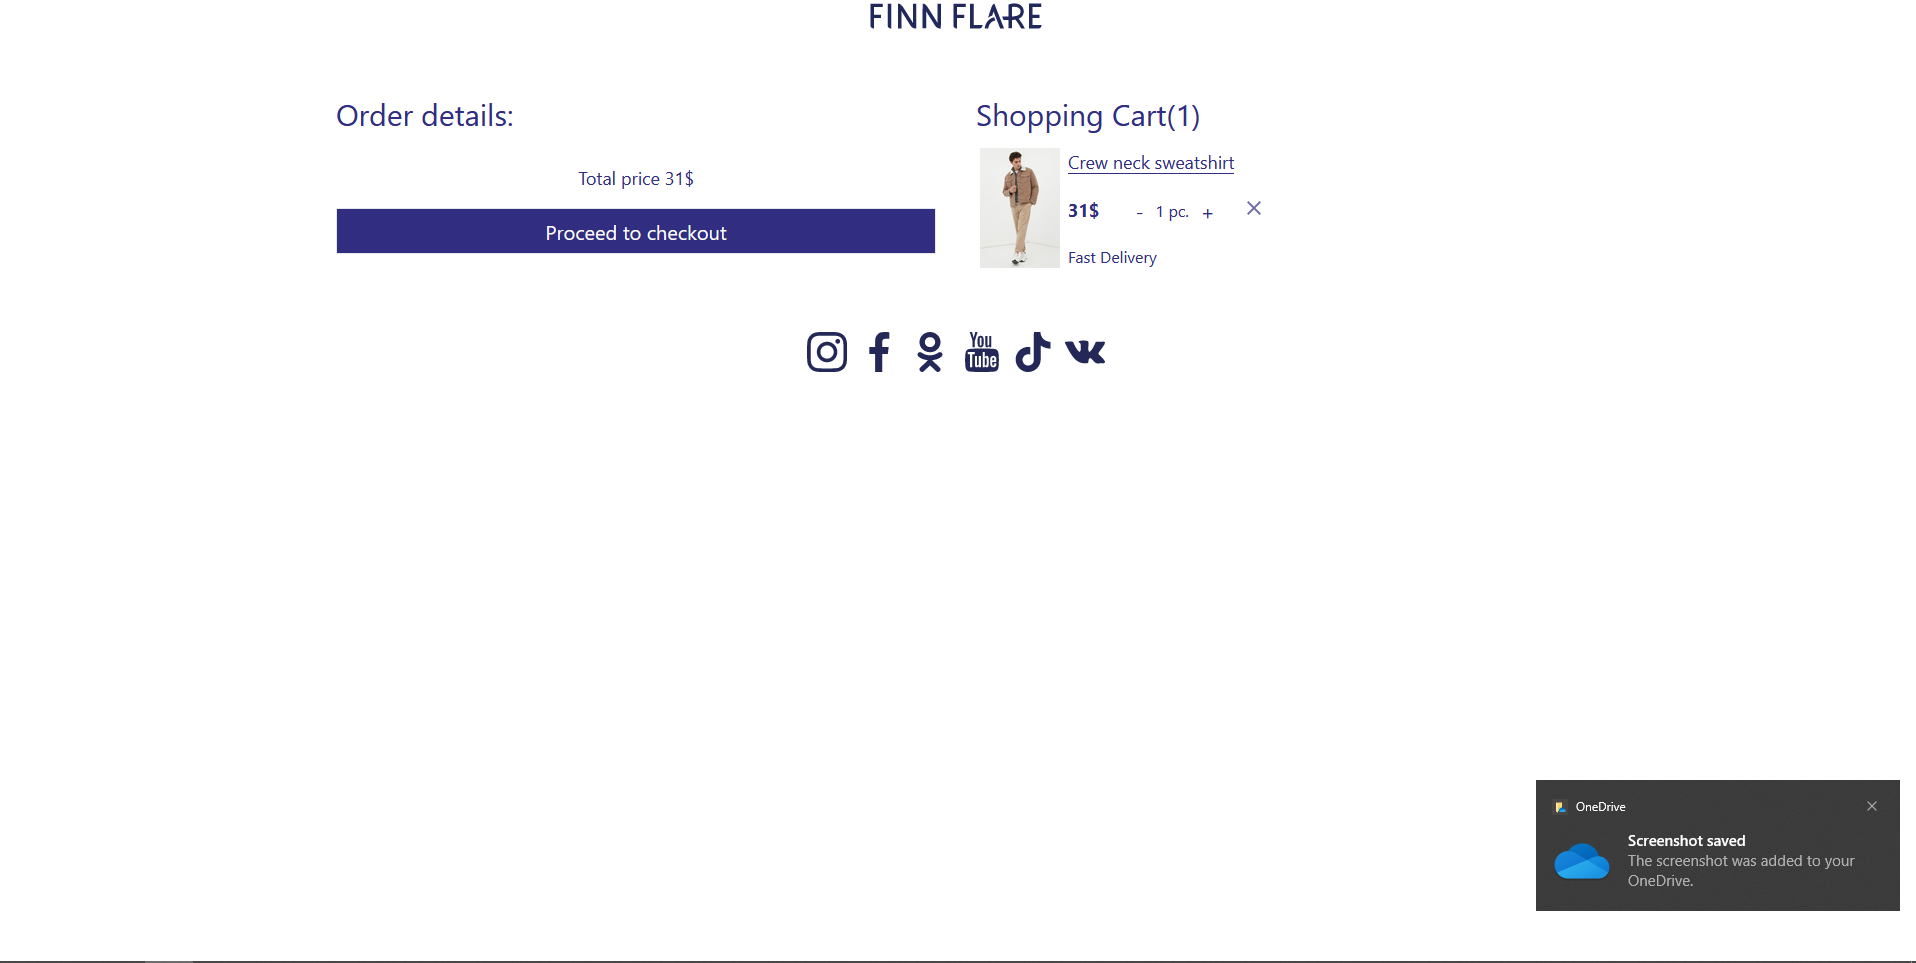 FINN FLARE
Order details:
Total price 31$
Proceed to checkout
Shopping Cart(1)
Crew neck sweatshirt
31$ - 1 pc. +
Fast Delivery
You
Tube
OneDrive
Screenshot saved
The screenshot was added to your
OneDrive.